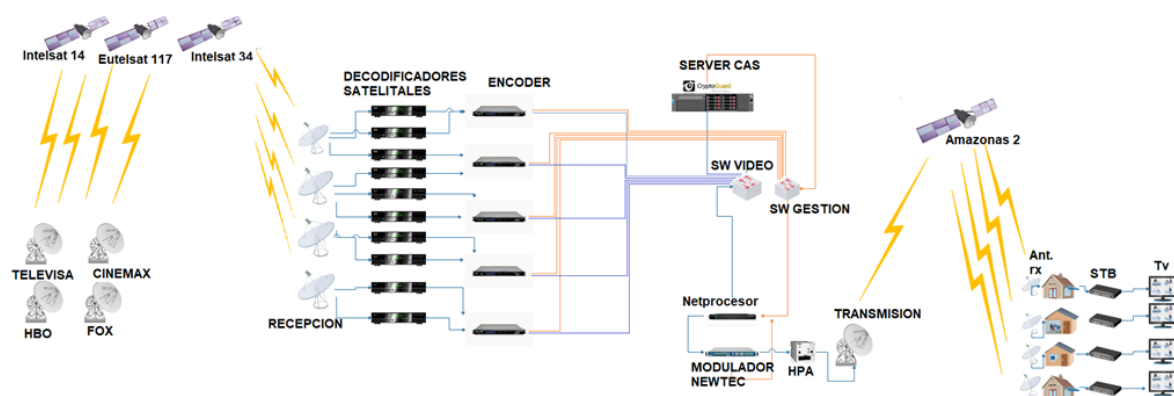 Intelsat 14
Eutelsat 117
Intelsat 34
TELEVISA
CINEMAX
HBO
FOX
RECEPCION
DECODIFICADORES
SATELITALES
ENCODER
SERVER CAS
CryptoGuard
SW VIDEO
SW GESTION
Netprocesor
MODULADOR
NEWTEC
HPA
TRANSMISION
Amazonas 2
Ant.
rx
STB
Tv